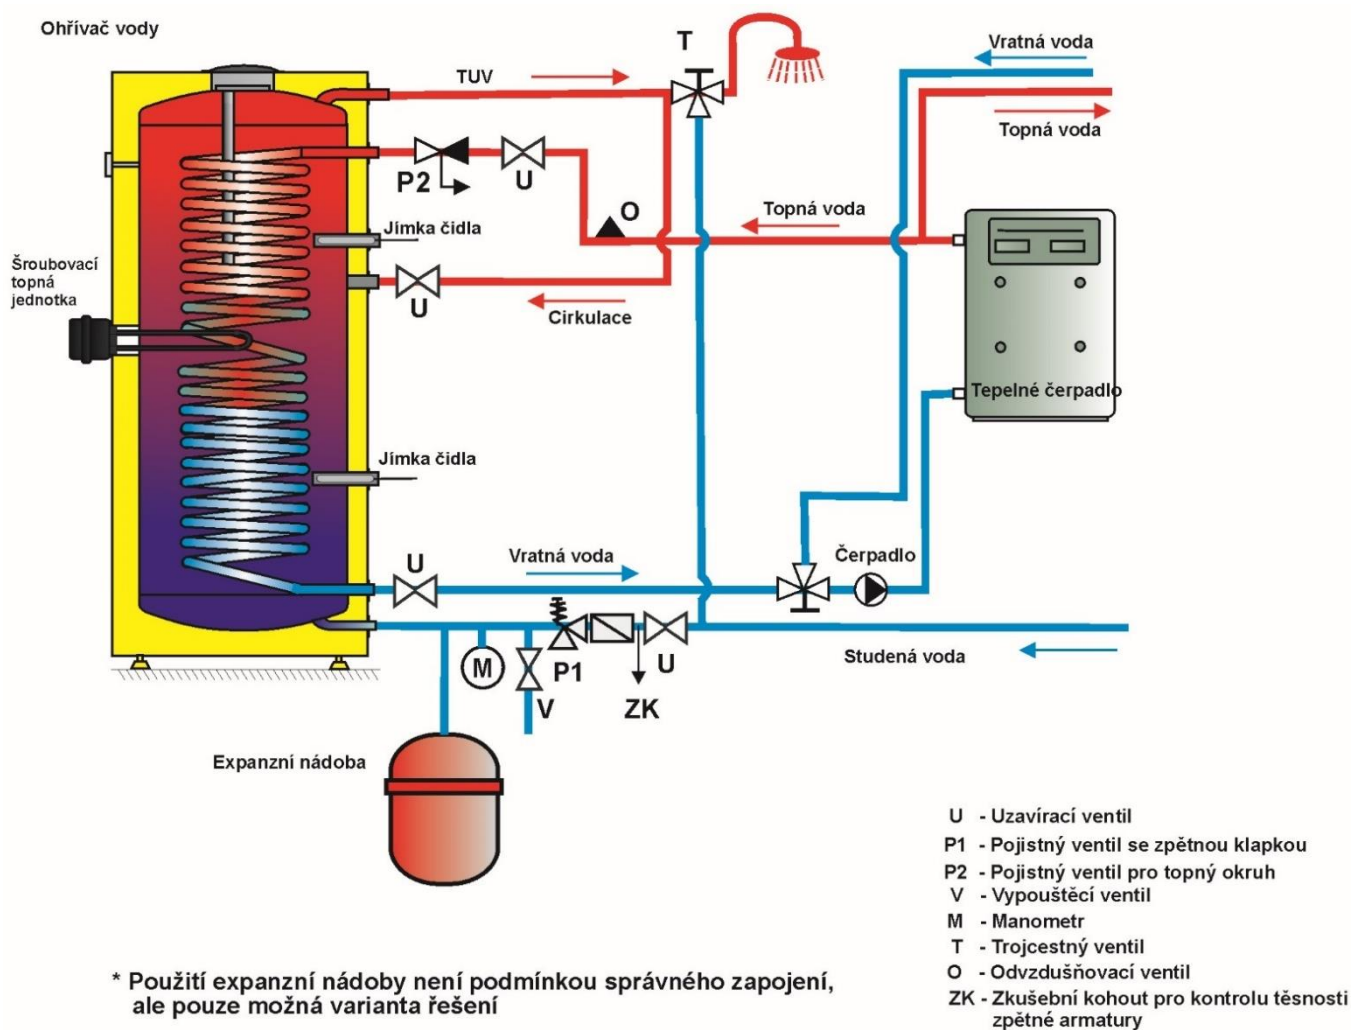 Ohřívač vody
T
Vratná voda
TUV
Topná voda
P2
U
O
Topná voda
Jímka čidla
Šroubovací
topná
jednotka
U
Cirkulace
Tepelné čerpadlo
Jímka čidla
U
Vratná voda
Čerpadlo
M
V
P1
ZK
U
Studená voda
Expanzní nádoba
U - Uzavírací ventil
P1 - Pojistný ventil se zpětnou klapkou
P2 - Pojistný ventil pro topný okruh
V - Vypouštěcí ventil
M - Manometr
T - Trojcestný ventil
O - Odvzdušňovací ventil
ZK - Zkušební kohout pro kontrolu těsnosti
zpětné armatury
* Použití expanzní nádoby není podmínkou správného zapojení,
ale pouze možná varianta řešení